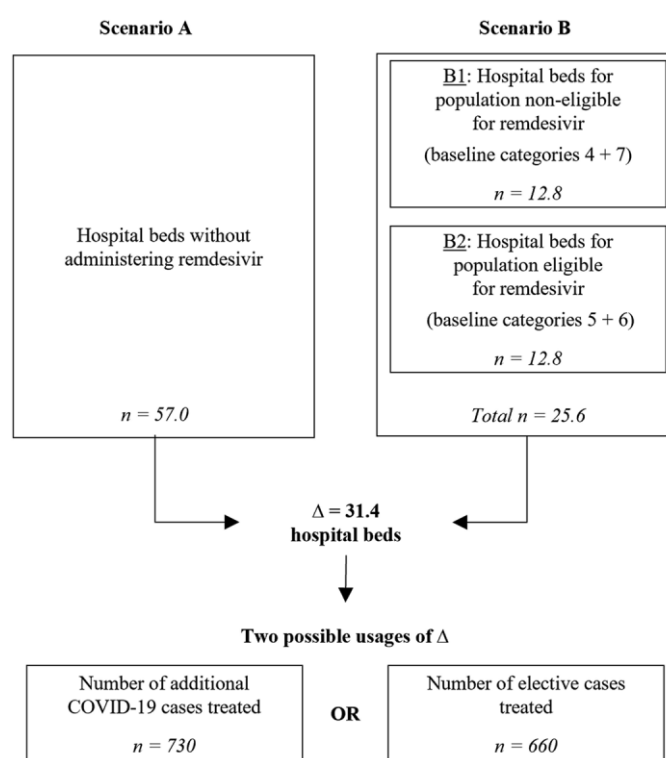 Scenario A
Hospital beds without
administering remdesivir
n = 57.0
Scenario B
B1: Hospital beds for
population non-eligible
for remdesivir
(baseline categories 4 + 7)
n = 12.8
B2: Hospital beds for
population eligible
for remdesivir
(baseline categories 5 + 6)
n = 12.8
Total n = 25.6
Δ = 31.4
hospital beds
Two possible usages of Δ
Number of additional
COVID-19 cases treated
n = 730
OR
Number of elective cases
treated
n = 660